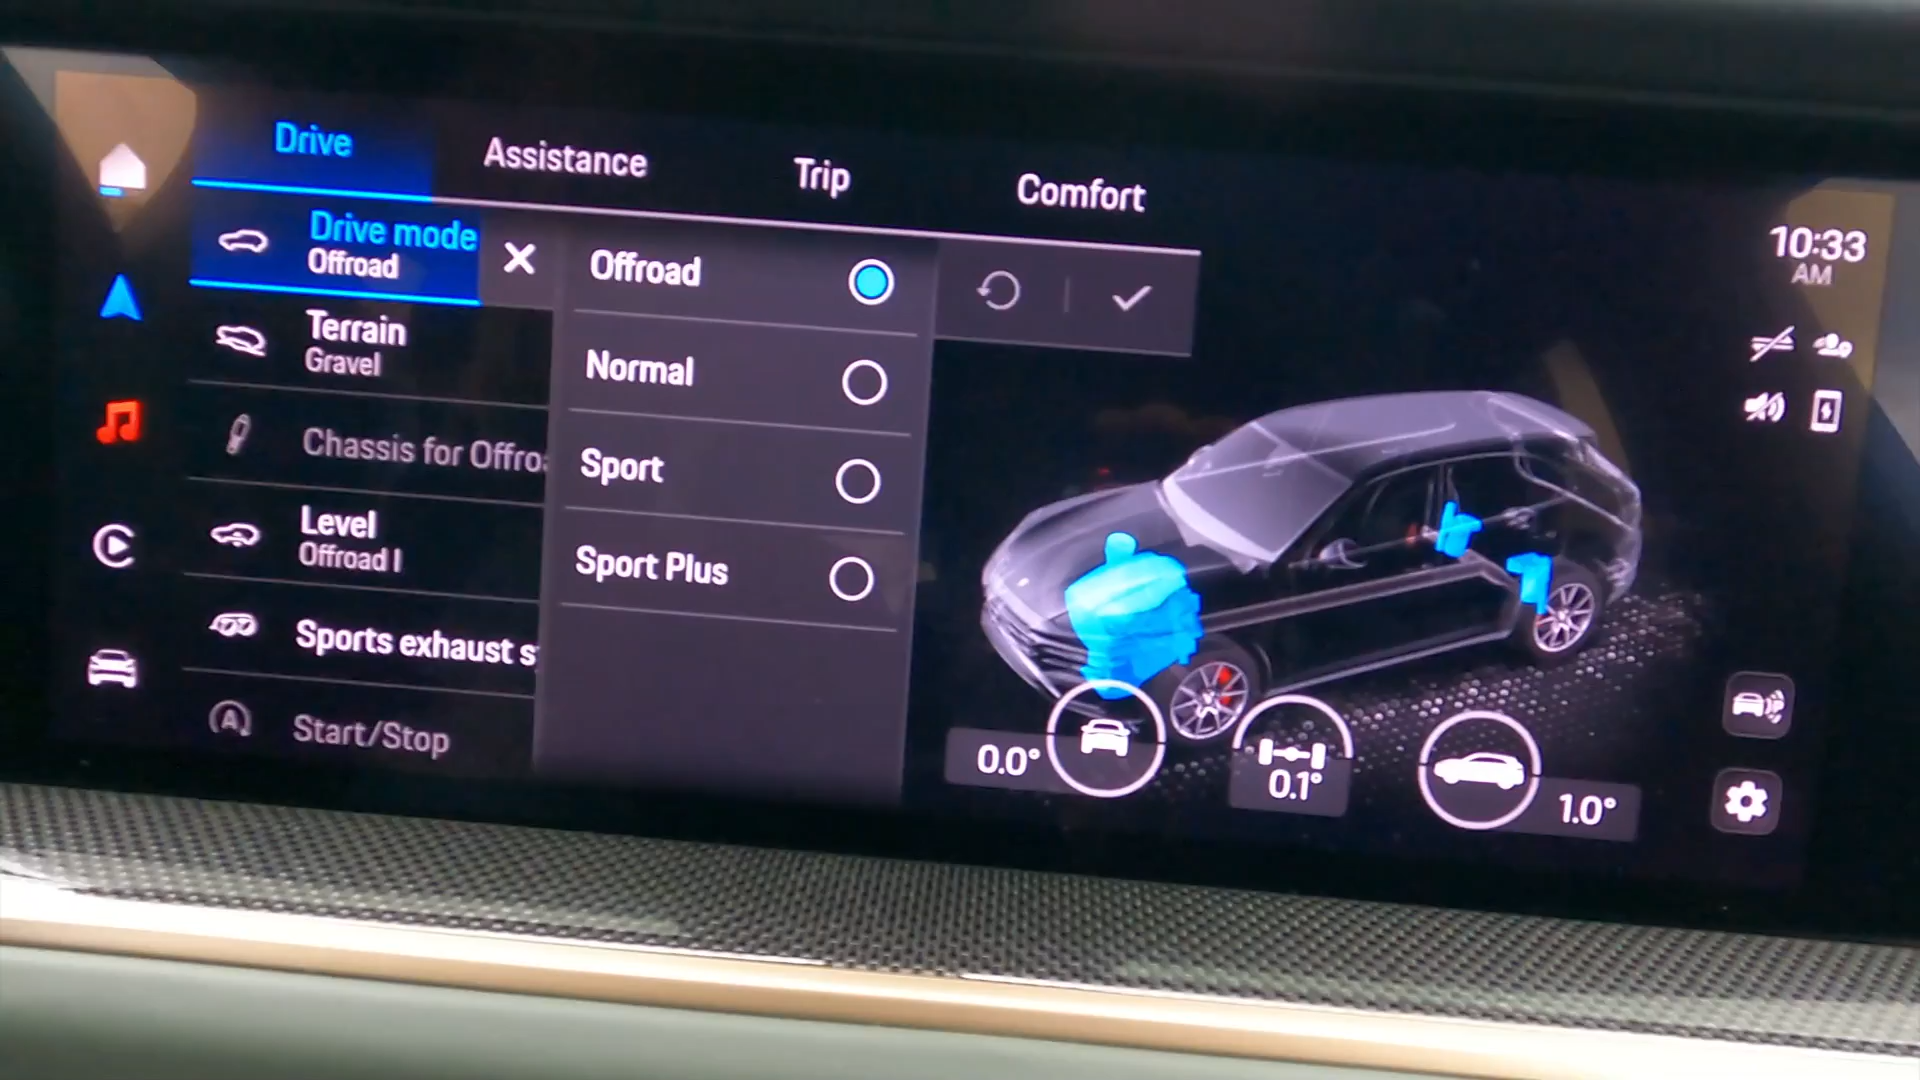 Drive
Assistance
Trip
Comfort
Drive mode
Offroad
Terrain
Gravel
Chassis for Offro
Level
Offroad I
Sports exhaust s
Start/Stop
Offroad
Normal
Sport
Sport Plus
10:33
AM
0.0°
0.1°
1.0°